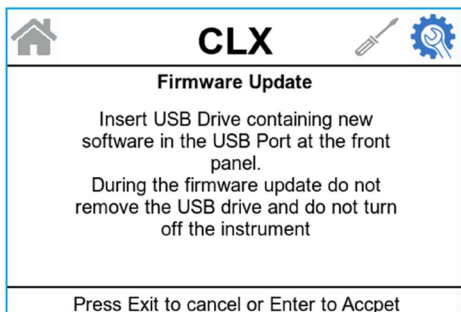 CLX
Firmware Update
Insert USB Drive containing new
software in the USB Port at the front
panel.
During the firmware update do not
remove the USB drive and do not turn
off the instrument
Press Exit to cancel or Enter to Accpet